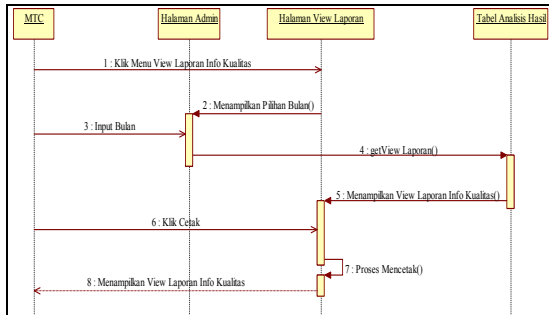 MTC
Halaman Admin
Halaman View Laporan
Tabel Analisis Hasil
1 : Klik Menu View Laporan Info Kualitas
2 : Menampilkan Pilihan Bulan()
3 : Input Bulan
4 : getView Laporan()
5 : Menampilkan View Laporan Info Kualitas()
6 : Klik Cetak
7 : Proses Mencetak()
8 : Menampilkan View Laporan Info Kualitas